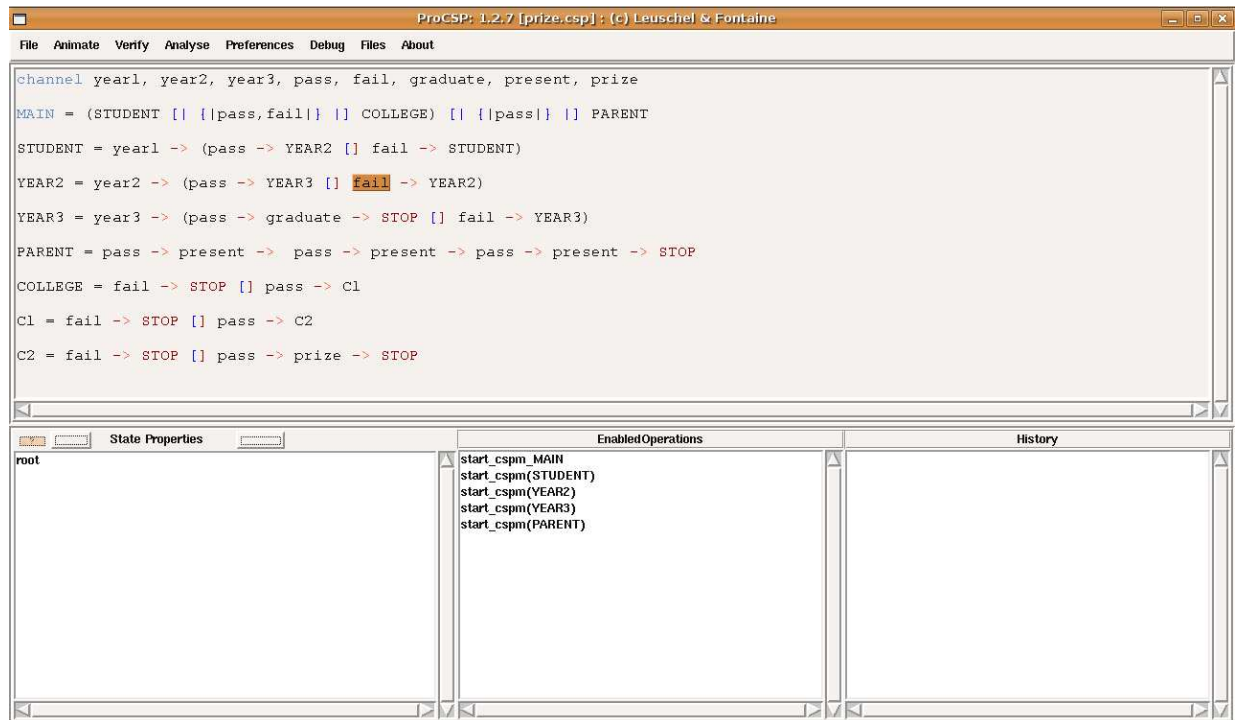 ProCSP: 1.2.7 [prize.csp] : (c) Leuschel & Fontaine
File Animate Verify Analyse Preferences Debug Files About
channel year1, year2, year3, pass, fail, graduate, present, prize
MAIN = (STUDENT [| {|pass,fail|} |] COLLEGE) [| {|pass|} |] PARENT
STUDENT = year1 -> (pass -> YEAR2 [] fail -> STUDENT)
YEAR2 = year2 -> (pass -> YEAR3 [] fail -> YEAR2)
YEAR3 = year3 -> (pass -> graduate -> STOP [] fail -> YEAR3)
PARENT = pass -> present -> pass -> present -> pass -> present -> STOP
COLLEGE = fail -> STOP [] pass -> C1
C1 = fail -> STOP [] pass -> C2
C2 = fail -> STOP [] pass -> prize -> STOP
State Properties EnabledOperations History
root
start_cspm_MAIN
start_cspm(STUDENT)
start_cspm(YEAR2)
start_cspm(YEAR3)
start_cspm(PARENT)